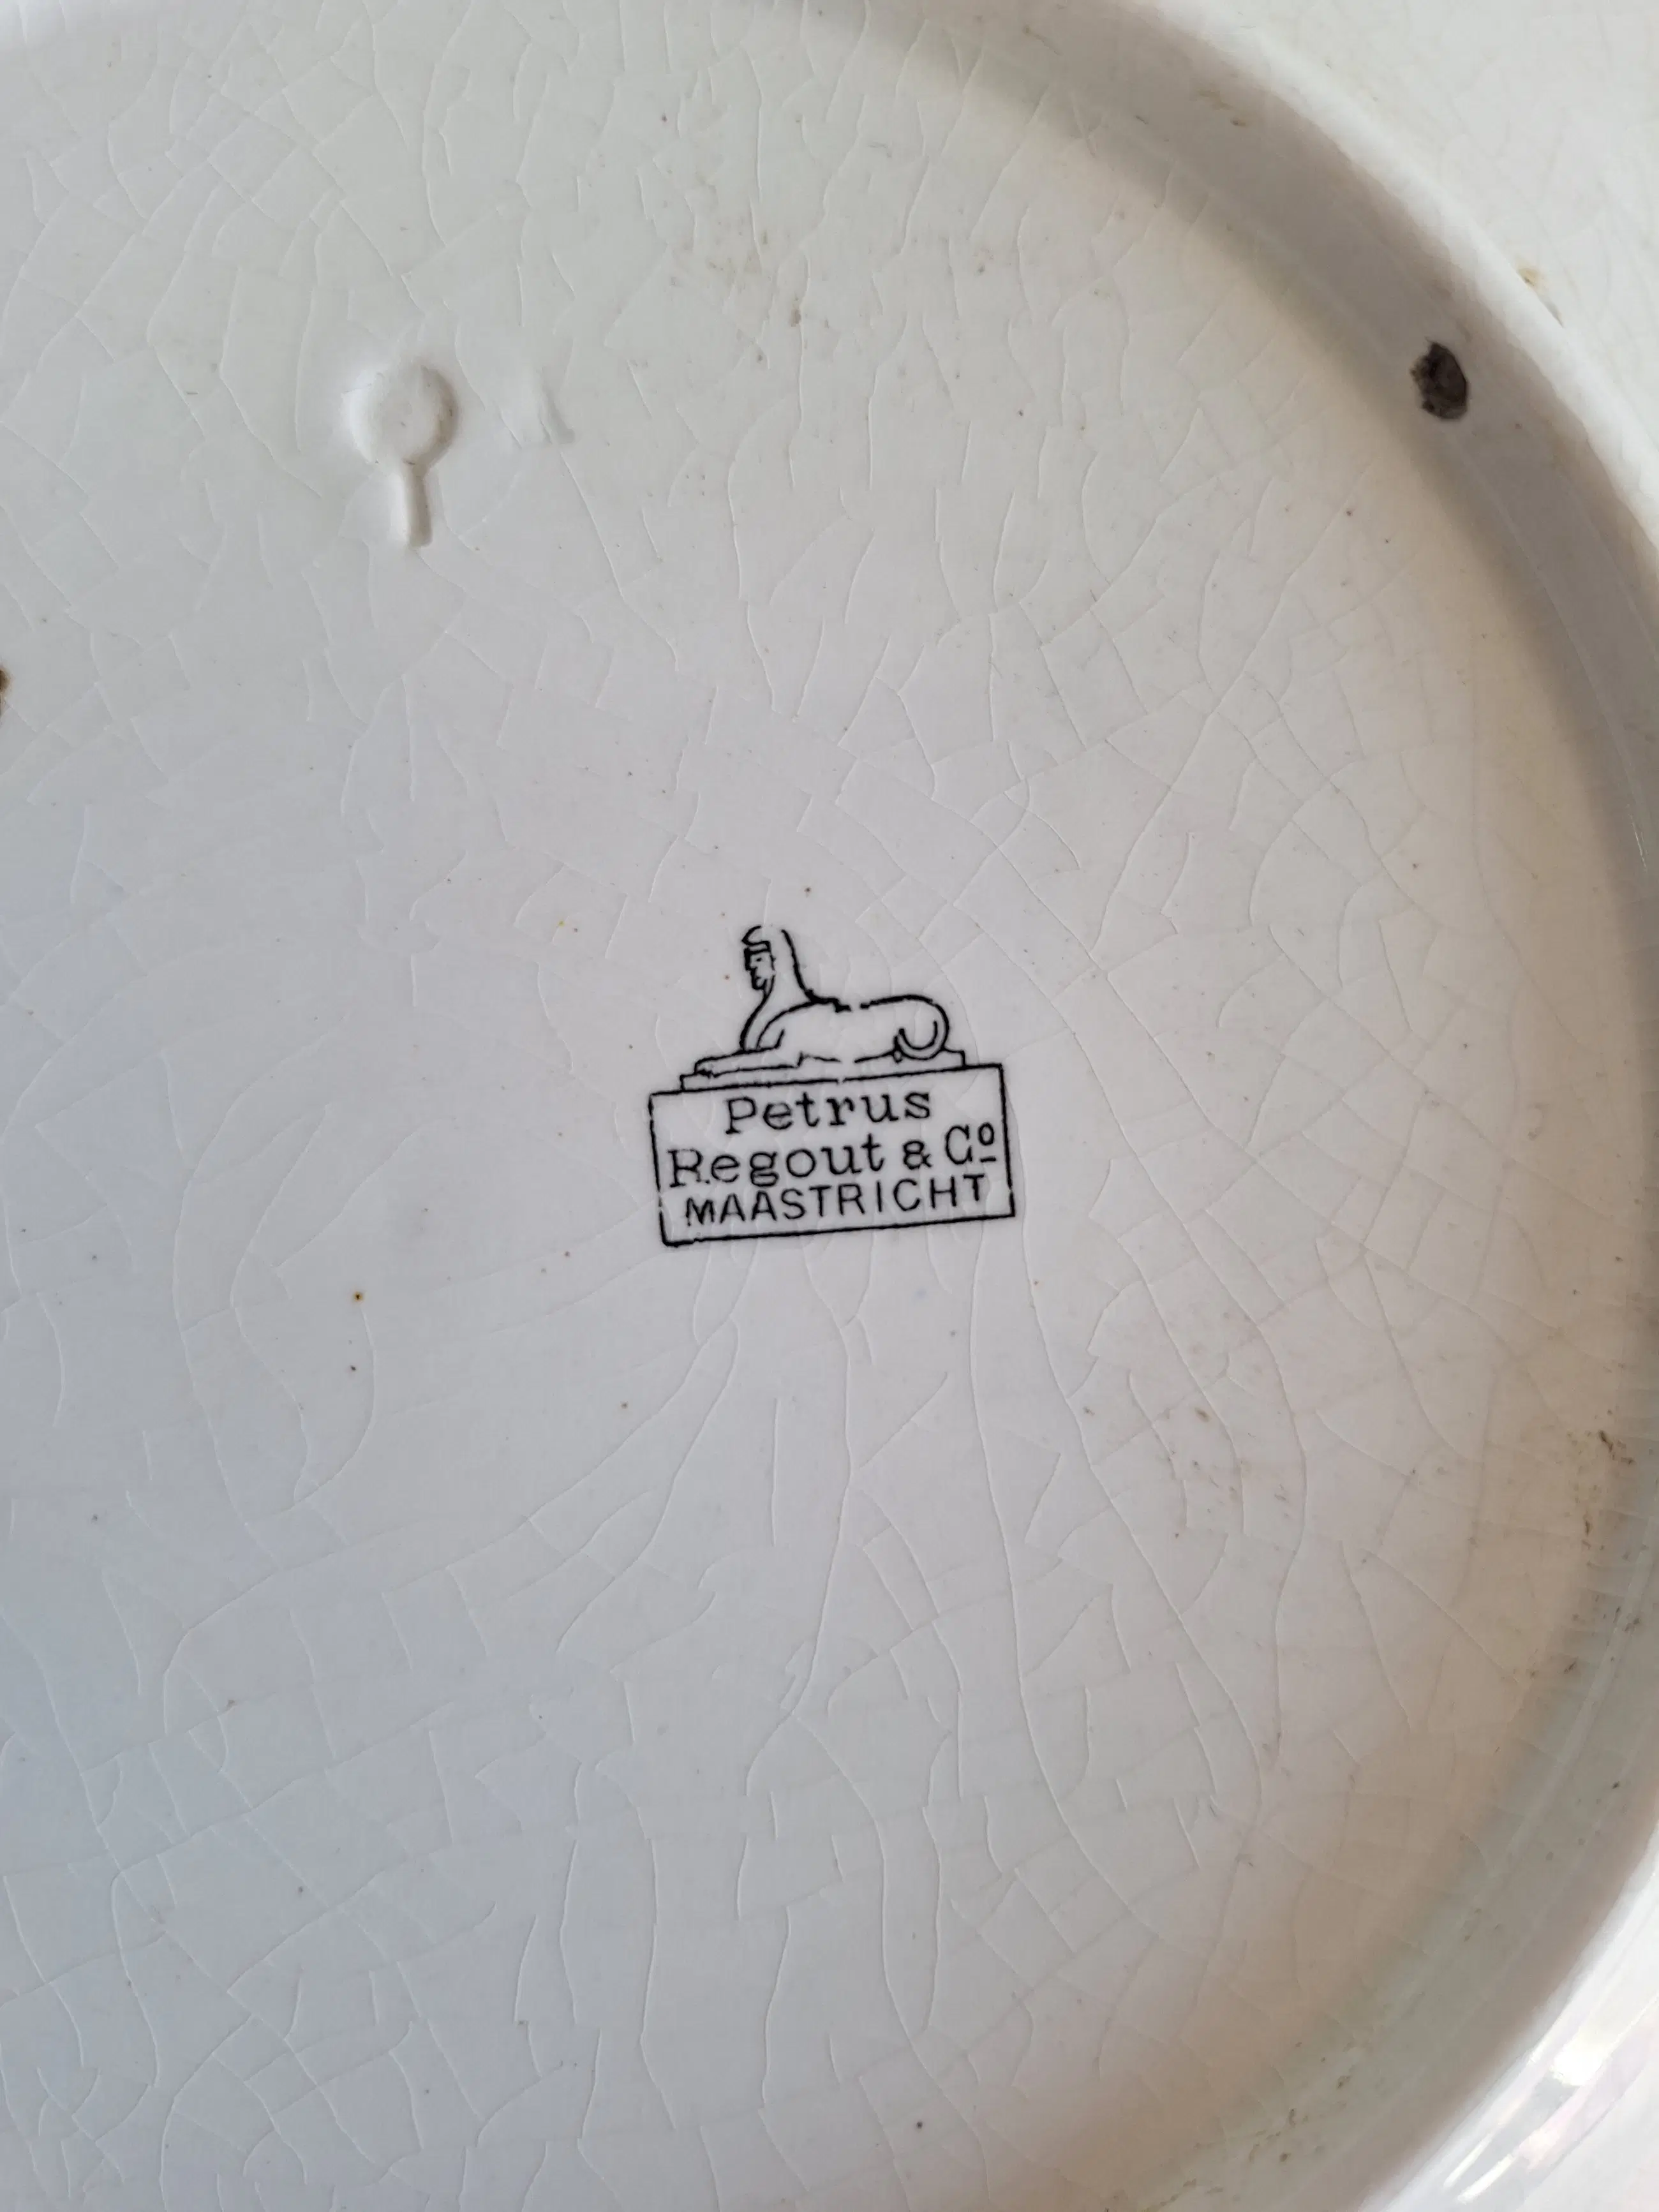 Petrus
Regout & Cº
MAASTRICHT